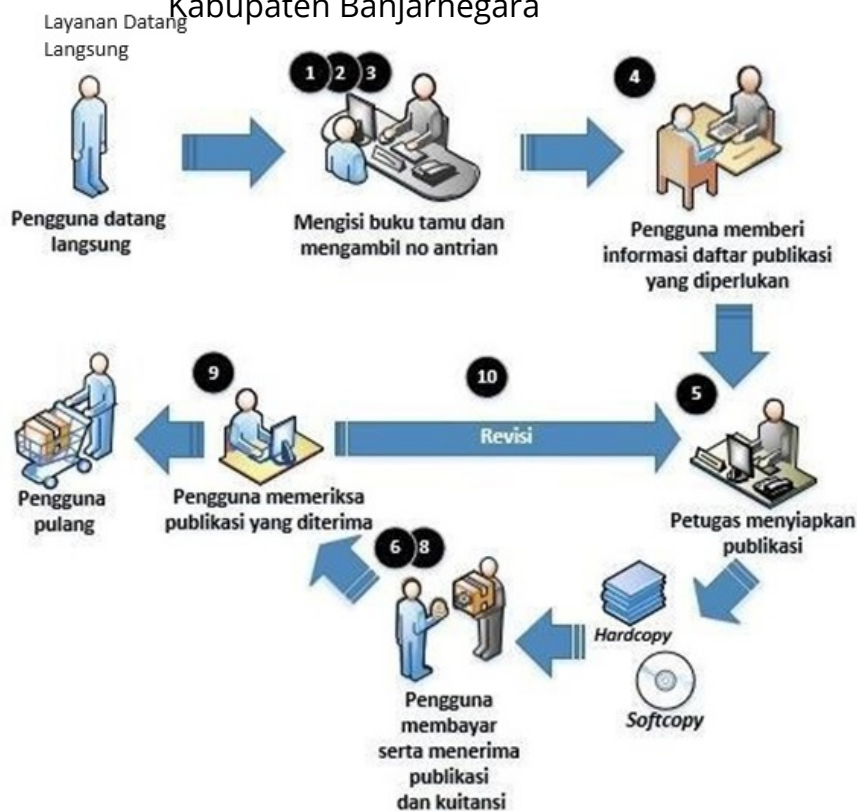 Kabupaten Banjarnegara
Layanan Datang
Langsung
1 2 3
4
Pengguna datang
langsung
Mengisi buku tamu dan
mengambil no antrian
Pengguna memberi
informasi daftar publikasi
yang diperlukan
9
10
5
Revisi
Pengguna
pulang
Pengguna memeriksa
publikasi yang diterima
Petugas menyiapkan
publikasi
6 8
Hardcopy
Softcopy
Pengguna
membayar
serta menerima
publikasi
dan kuitansi